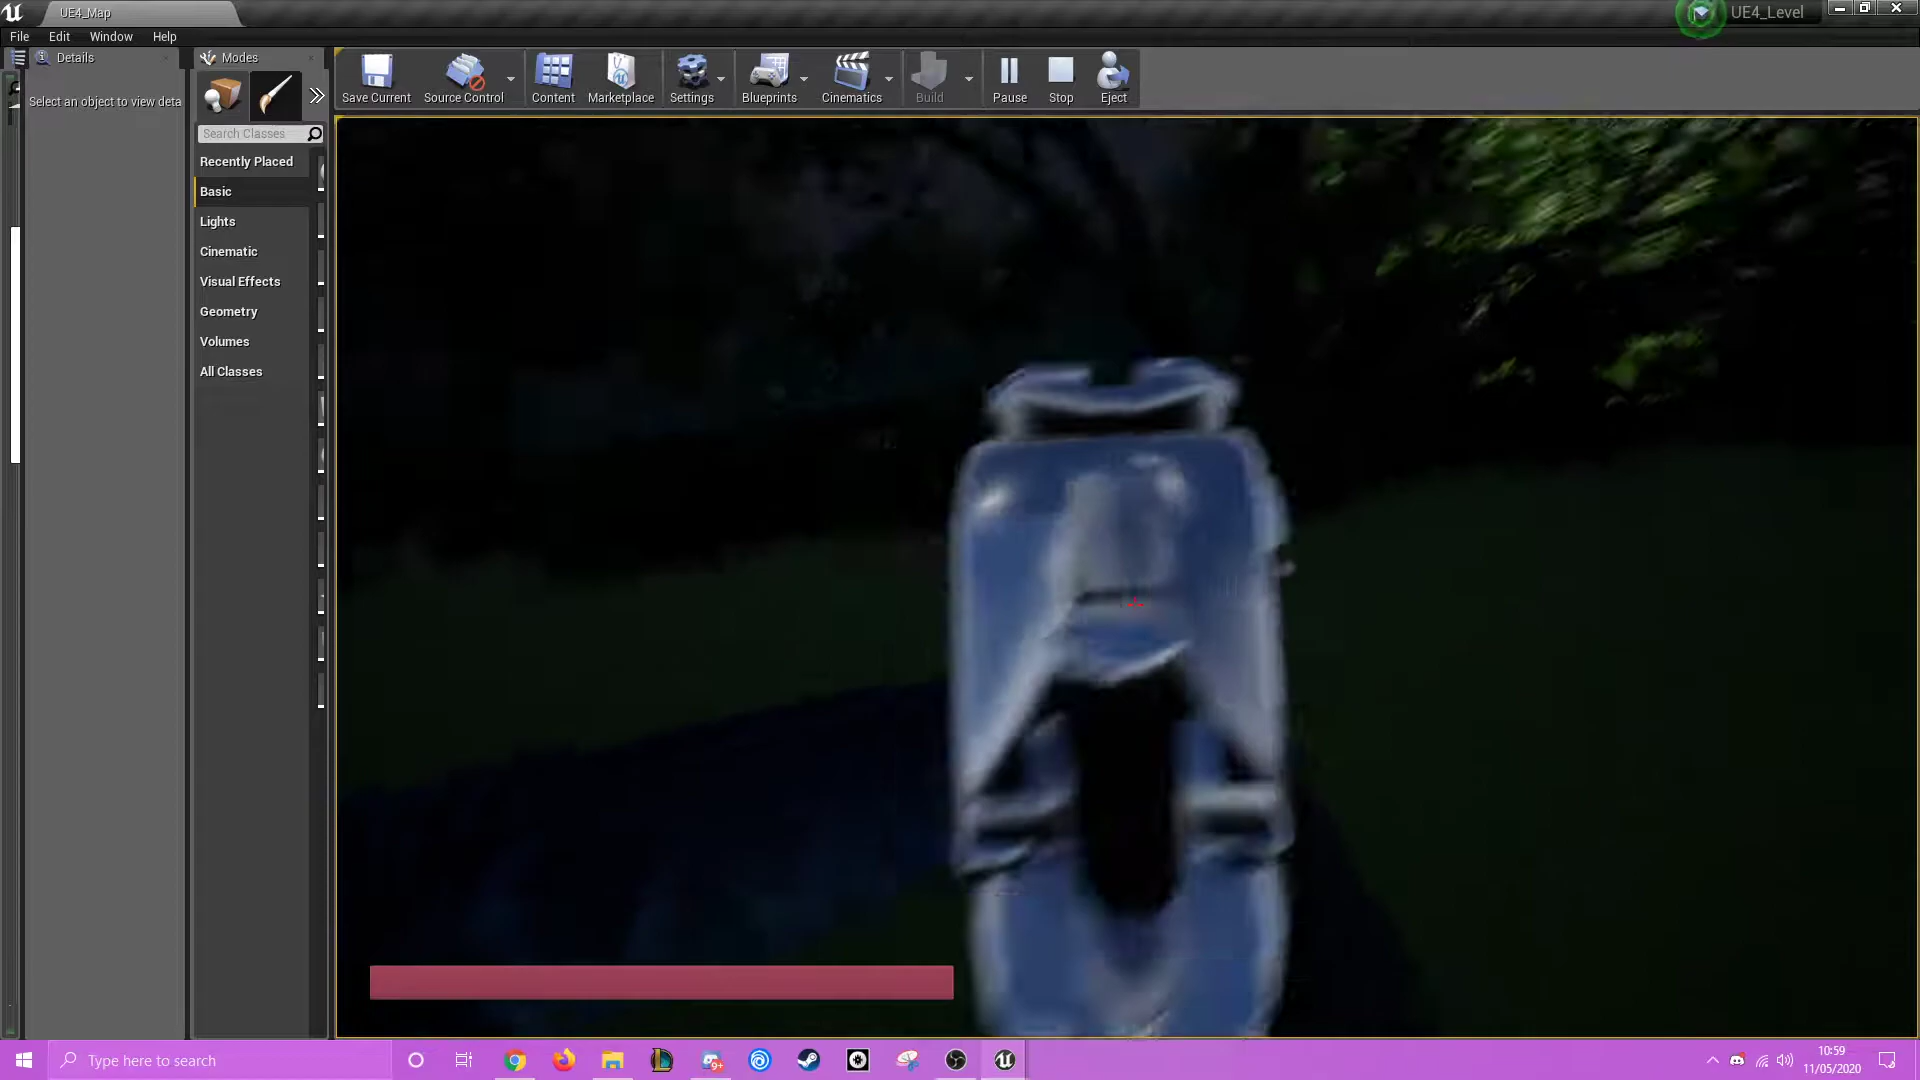 UE4_Map
UE4_Level
File Edit Window Help
Details
Modes
Select an object to view deta
Search Classes
Recently Placed
Basic
Lights
Cinematic
Visual Effects
Geometry
Volumes
All Classes
Save Current
Source Control
Content
Marketplace
Settings
Blueprints
Cinematics
Build
Pause
Stop
Eject
Type here to search
9+
10:59
11/05/2020